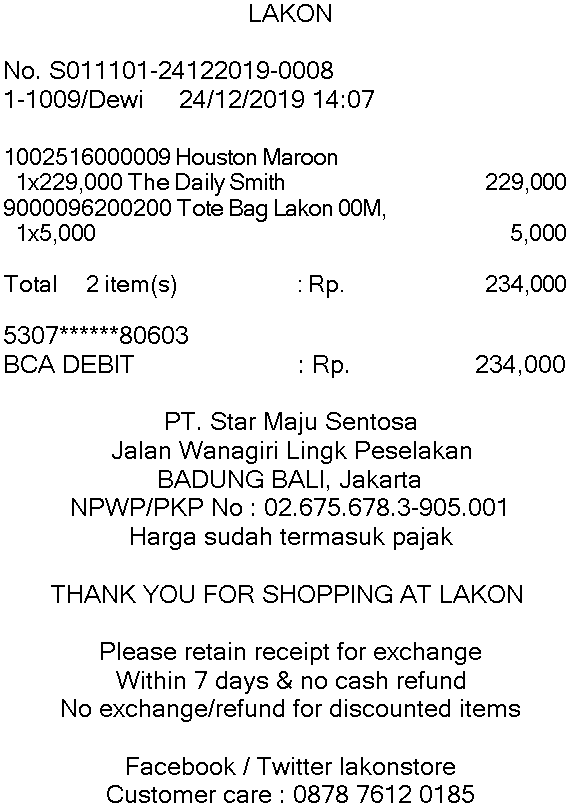 LAKON
No. S011101-24122019-0008
1-1009/Dewi 24/12/2019 14:07
1002516000009 Houston Maroon
1x229,000 The Daily Smith 229,000
9000096200200 Tote Bag Lakon 00M,
1x5,000 5,000
Total 2 item(s) : Rp. 234,000
5307******80603
BCA DEBIT : Rp. 234,000
PT. Star Maju Sentosa
Jalan Wanagiri Lingk Peselakan
BADUNG BALI, Jakarta
NPWP/PKP No : 02.675.678.3-905.001
Harga sudah termasuk pajak
THANK YOU FOR SHOPPING AT LAKON
Please retain receipt for exchange
Within 7 days & no cash refund
No exchange/refund for discounted items
Facebook / Twitter lakonstore
Customer care : 0878 7612 0185